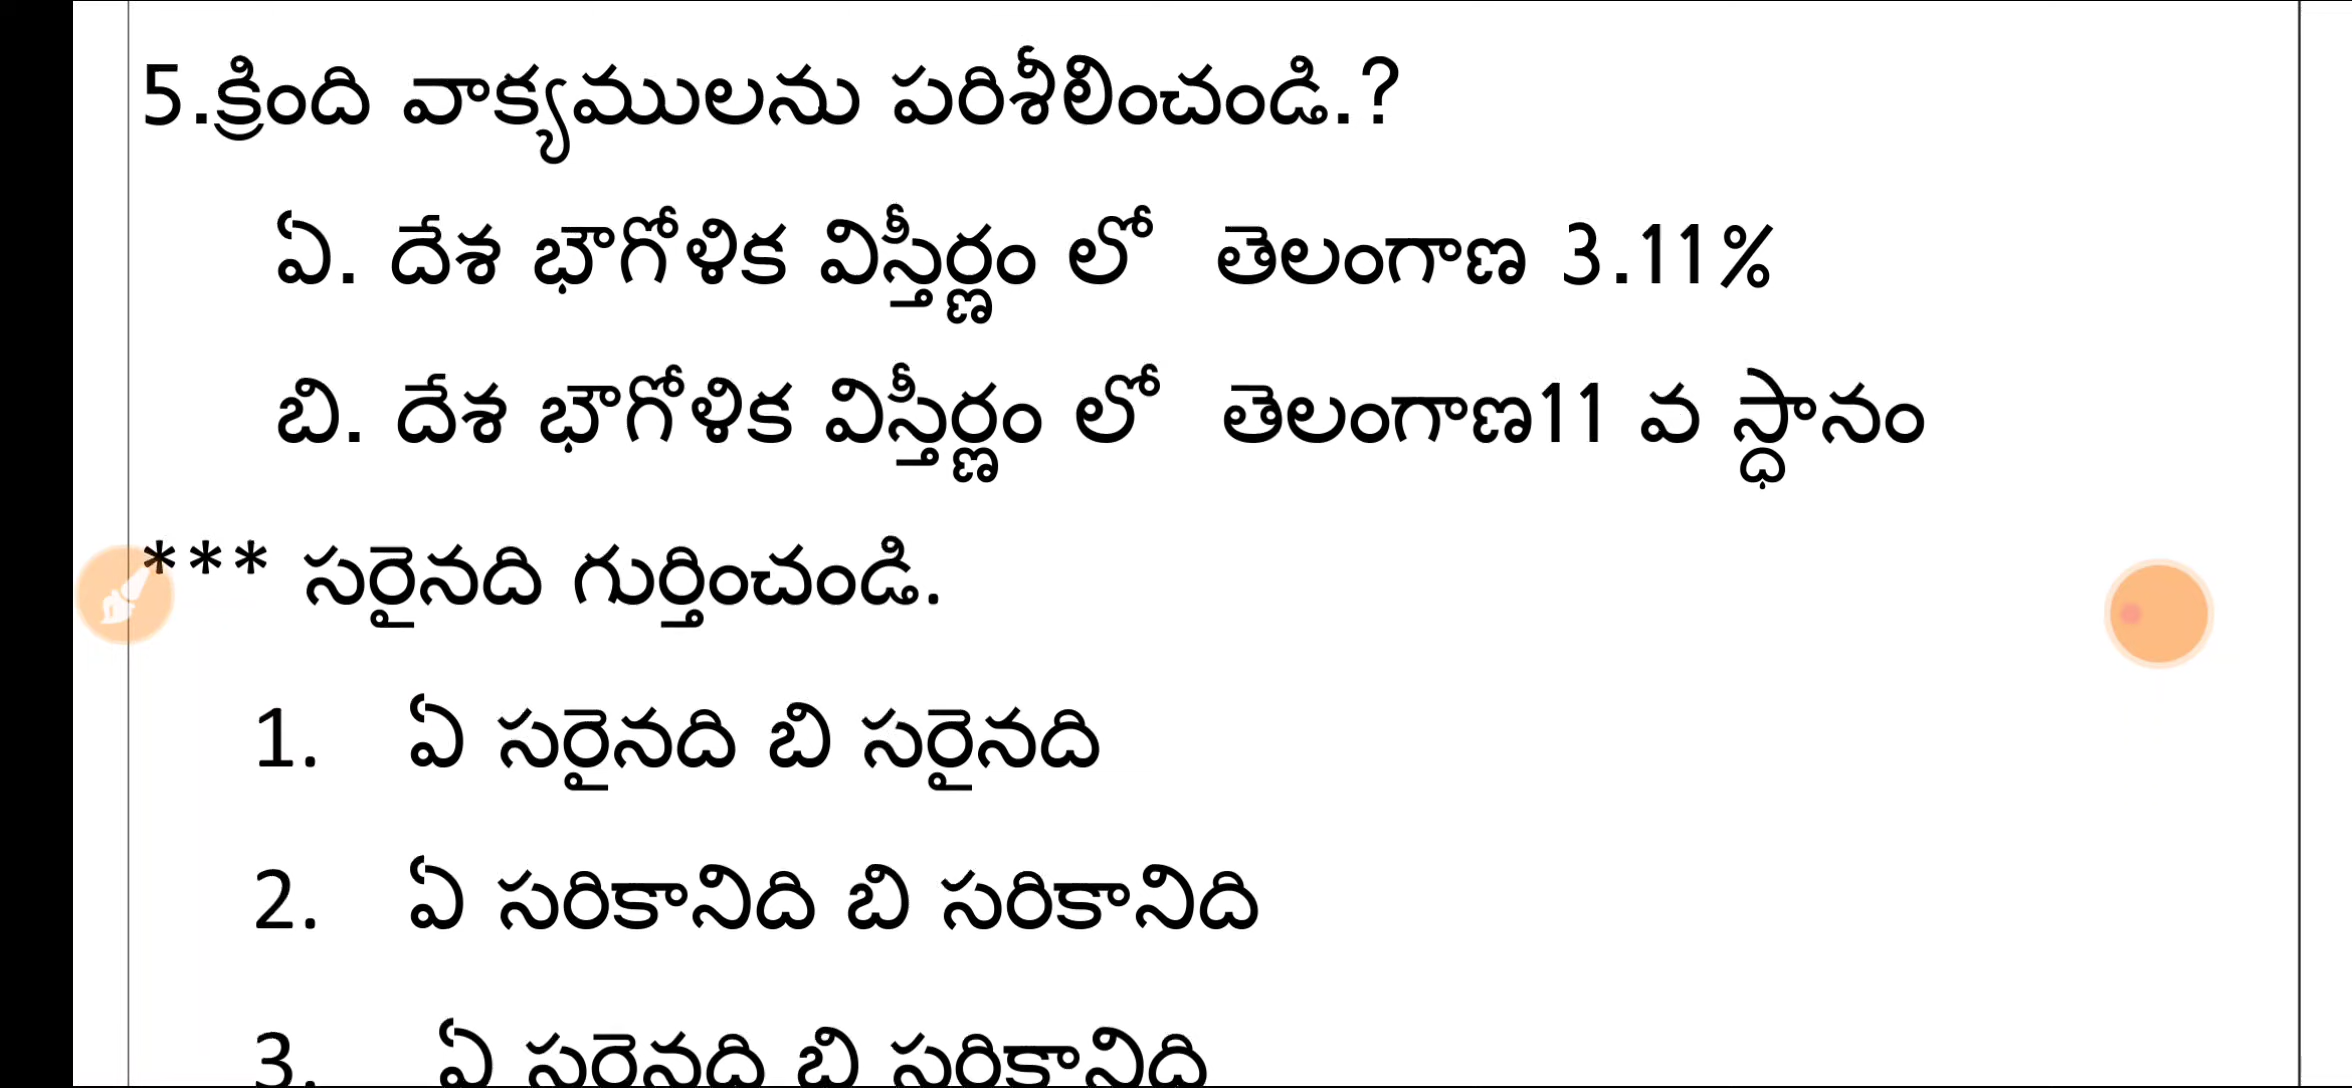 5.క్రింది వాక్యములను పరిశీలించండి.?
ఏ. దేశ భౌగోళిక విస్తీర్ణం లో తెలంగాణ 3.11%
బి. దేశ భౌగోళిక విస్తీర్ణం లో తెలంగాణ11 వ స్ధానం
*** సరైనది గుర్తించండి.
1. ఏ సరైనది బి సరైనది
2. ఏ సరికానిది బి సరికానిది
3. ఏ సరైనది బి సరికానిది